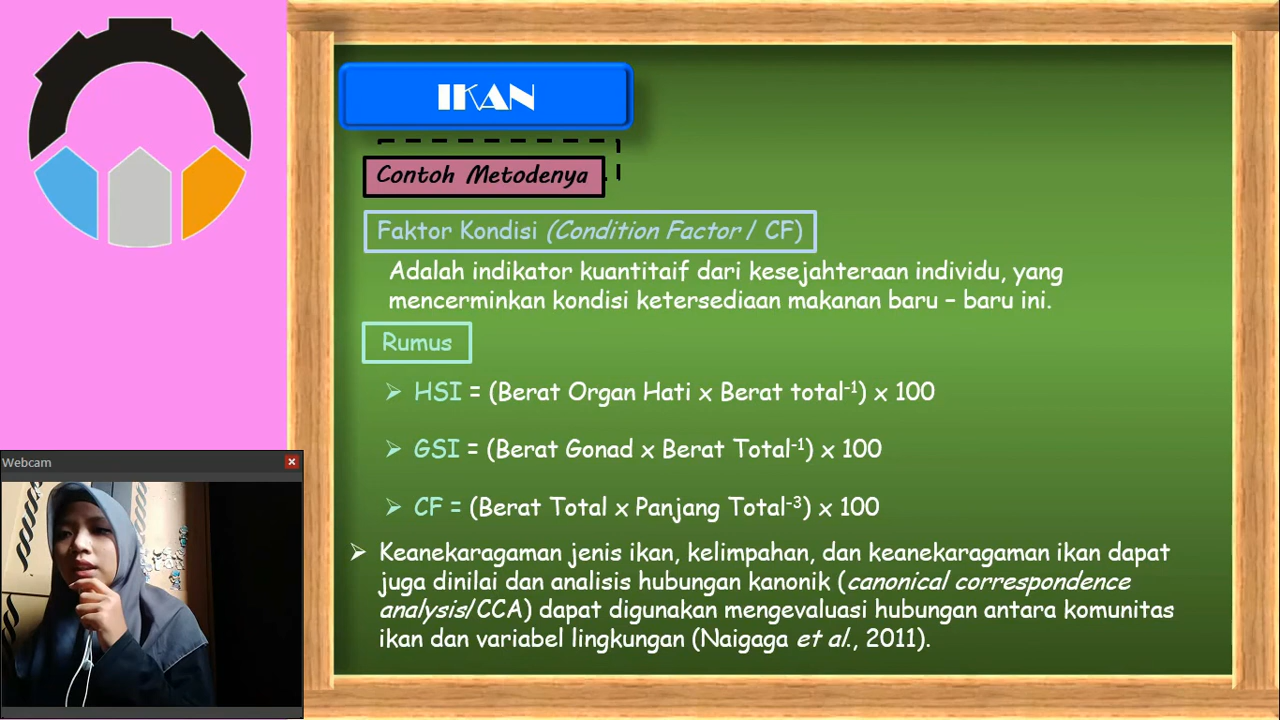 IKAN
Contoh Metodenya
Faktor Kondisi (Condition Factor / CF)
Adalah indikator kuantitaif dari kesejahteraan individu, yang
mencerminkan kondisi ketersediaan makanan baru – baru ini.
Rumus
➢ HSI = (Berat Organ Hati x Berat total⁻¹) x 100
➢ GSI = (Berat Gonad x Berat Total⁻¹) x 100
➢ CF = (Berat Total x Panjang Total⁻³) x 100
➢ Keanekaragaman jenis ikan, kelimpahan, dan keanekaragaman ikan dapat
juga dinilai dan analisis hubungan kanonik (canonical correspondence
analysis/CCA) dapat digunakan mengevaluasi hubungan antara komunitas
ikan dan variabel lingkungan (Naigaga et al., 2011).
Webcam